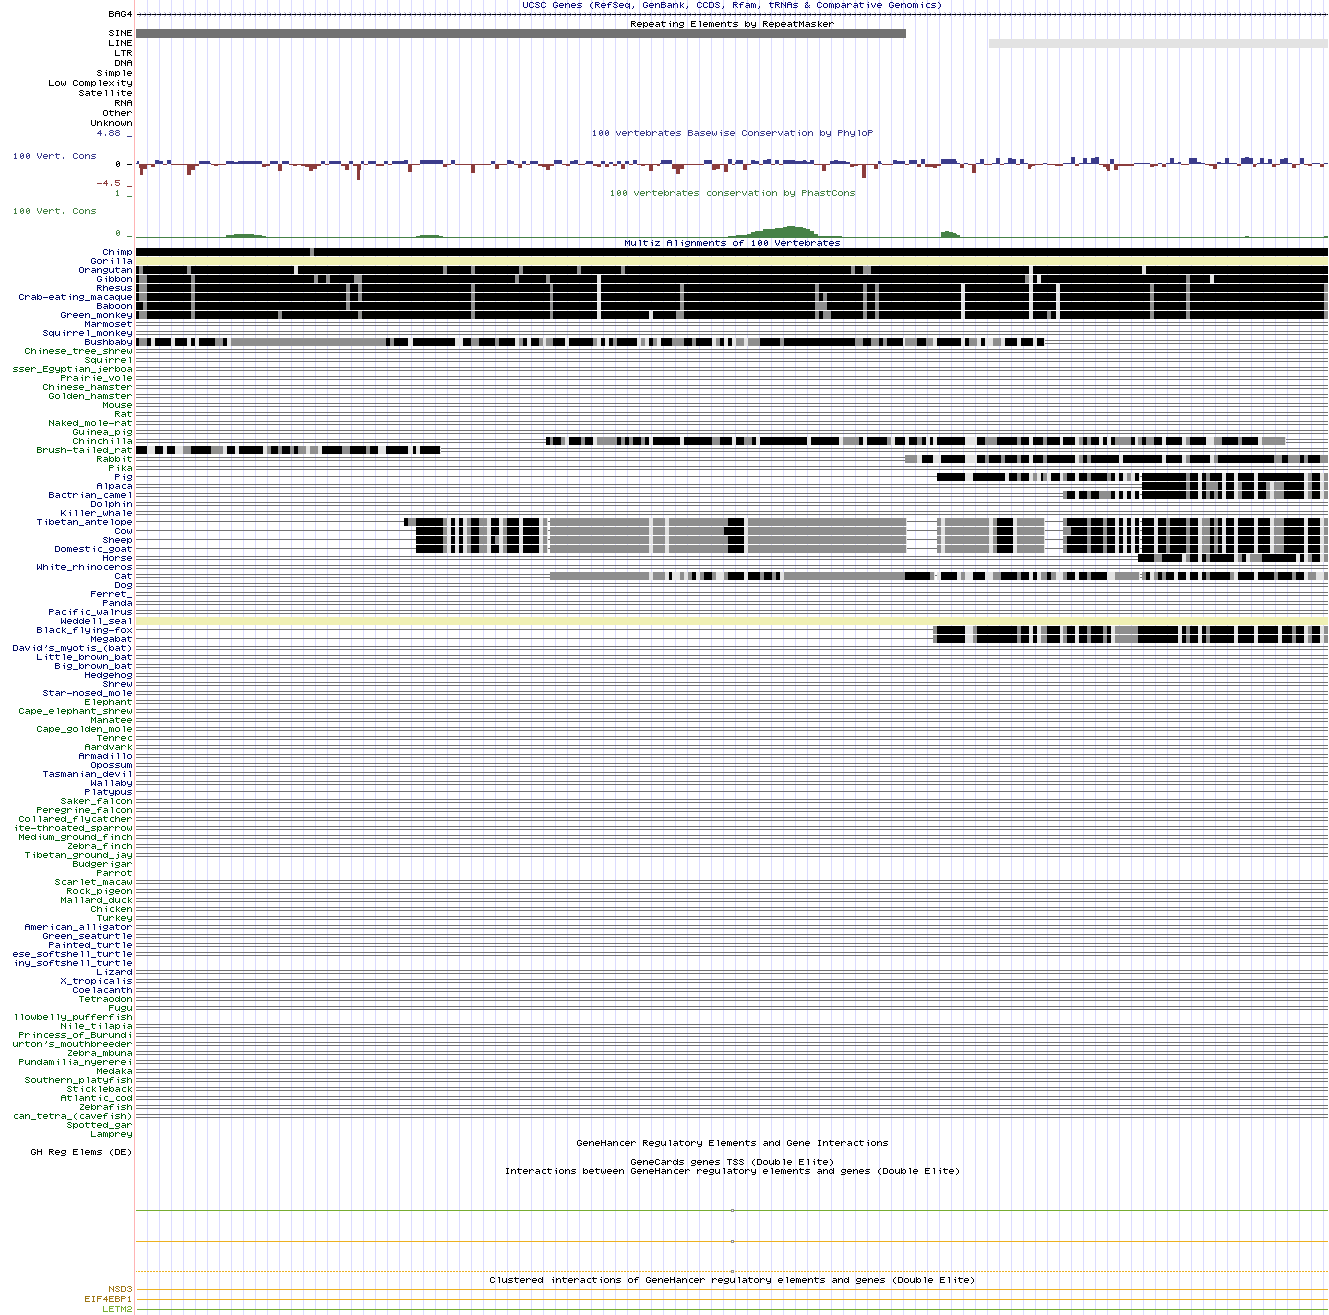 UCSC Genes (RefSeq, GenBank, CCDS, Rfam, tRNAs & Comparative Genomics)
BAG4
Repeating Elements by RepeatMasker
SINE
LINE
LTR
DNA
Simple
Low Complexity
Satellite
RNA
Other
Unknown
4.88 _
100 vertebrates Basewise Conservation by PhyloP
100 Vert. Cons
0 _
-4.5 _
100 vertebrates conservation by PhastCons
1 _
100 Vert. Cons
0 _
Multiz Alignments of 100 Vertebrates
Chimp
Gorilla
Orangutan
Gibbon
Rhesus
Crab-eating_macaque
Baboon
Green_monkey
Marmoset
Squirrel_monkey
Bushbaby
Chinese_tree_shrew
Squirrel
sser_Egyptian_jerboa
Prairie_vole
Chinese_hamster
Golden_hamster
Mouse
Rat
Naked_mole-rat
Guinea_pig
Chinchilla
Brush-tailed_rat
Rabbit
Pika
Pig
Alpaca
Bactrian_camel
Dolphin
Killer_whale
Tibetan_antelope
Cow
Sheep
Domestic_goat
Horse
White_rhinoceros
Cat
Dog
Ferret_
Panda
Pacific_walrus
Weddell_seal
Black_flying-fox
Megabat
David's_myotis_(bat)
Little_brown_bat
Big_brown_bat
Hedgehog
Shrew
Star-nosed_mole
Elephant
Cape_elephant_shrew
Manatee
Cape_golden_mole
Tenrec
Aardvark
Armadillo
Opossum
Tasmanian_devil
Wallaby
Platypus
Saker_falcon
Peregrine_falcon
Collared_flycatcher
ite-throated_sparrow
Medium_ground_finch
Zebra_finch
Tibetan_ground_jay
Budgerigar
Parrot
Scarlet_macaw
Rock_pigeon
Mallard_duck
Chicken
Turkey
American_alligator
Green_seaturtle
Painted_turtle
ese_softshell_turtle
iny_softshell_turtle
Lizard
X_tropicalis
Coelacanth
Tetraodon
Fugu
llowbelly_pufferfish
Nile_tilapia
Princess_of_Burundi
urton's_mouthbreeder
Zebra_mbuna
Pundamilia_nyererei
Medaka
Southern_platyfish
Stickleback
Atlantic_cod
Zebrafish
can_tetra_(cavefish)
Spotted_gar
Lamprey
GeneHancer Regulatory Elements and Gene Interactions
GH Reg Elems (DE)
GeneCards genes TSS (Double Elite)
Interactions between GeneHancer regulatory elements and genes (Double Elite)
Clustered interactions of GeneHancer regulatory elements and genes (Double Elite)
NSD3
EIF4EBP1
LETM2